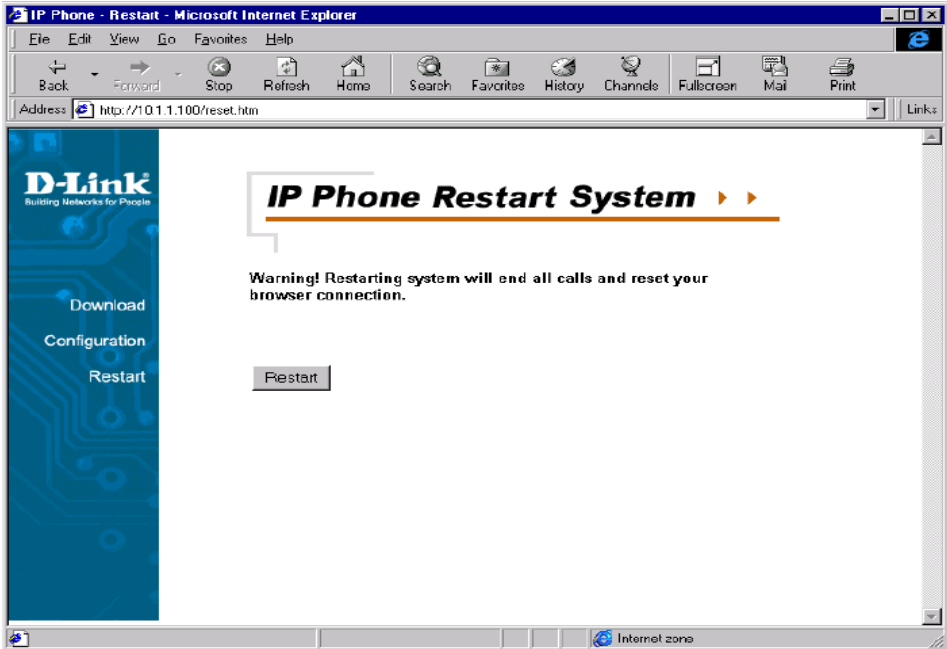 IP Phone - Restart - Microsoft Internet Explorer
File Edit View Go Favorites Help
Back Forward Stop Refresh Home Search Favorites History Channels Fullscreen Mail Print
Address http://10.1.1.100/reset.htm Links
D-Link
Building Networks for People
IP Phone Restart System
Warning! Restarting system will end all calls and reset your
browser connection.
Download
Configuration
Restart
Restart
Internet zone